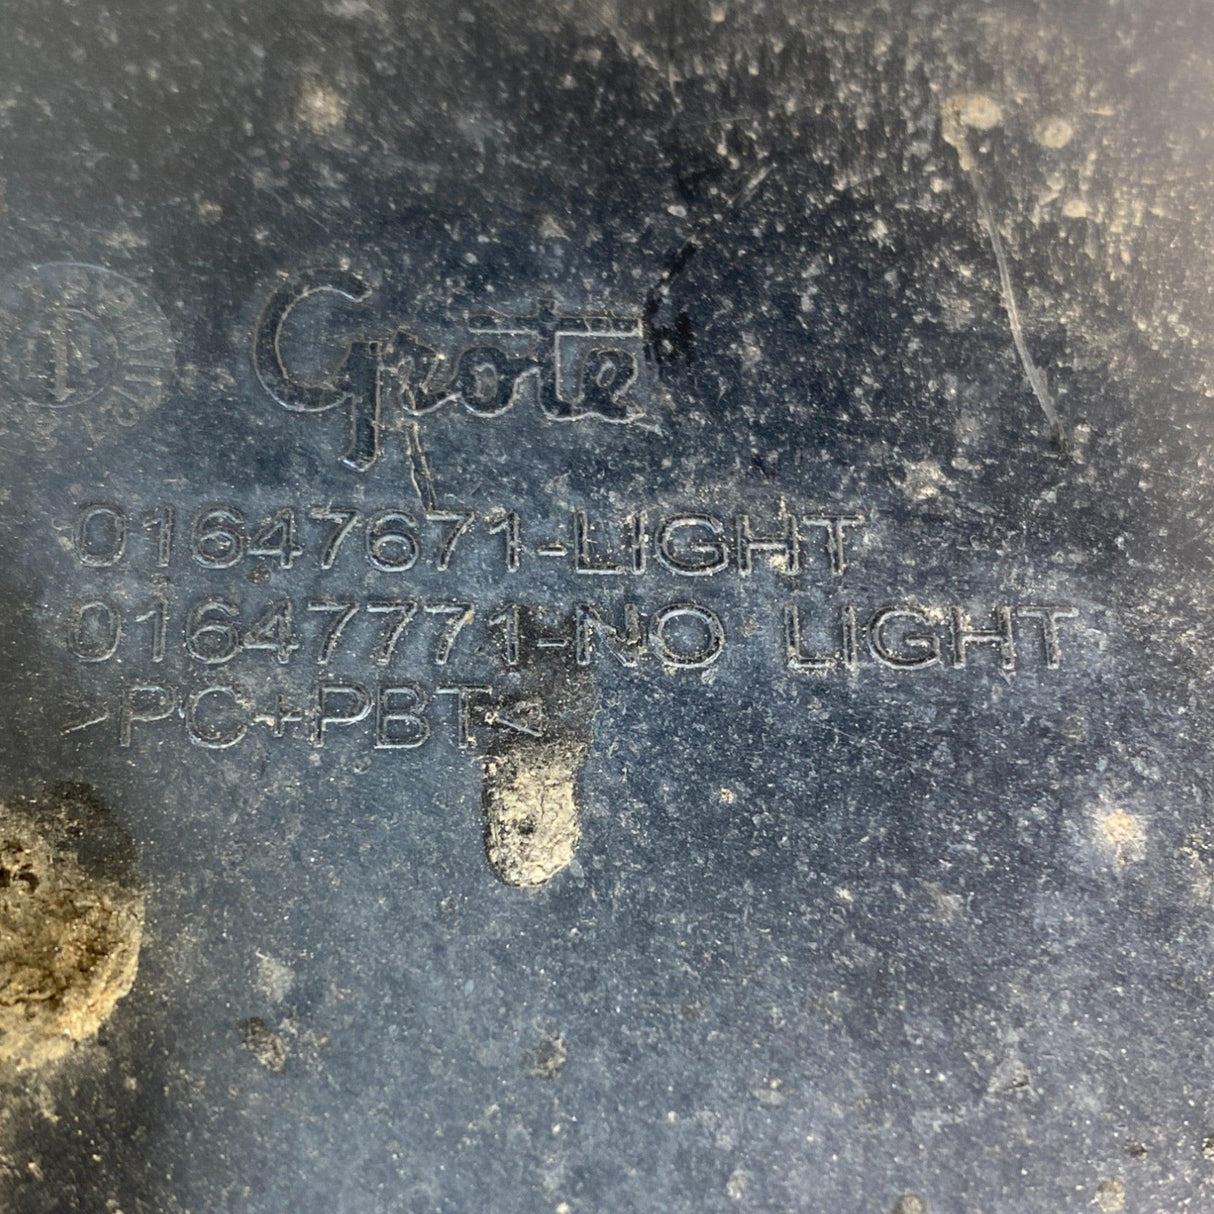 Grote
01647671-LIGHT
01647771-NO LIGHT
>PC+PBT<